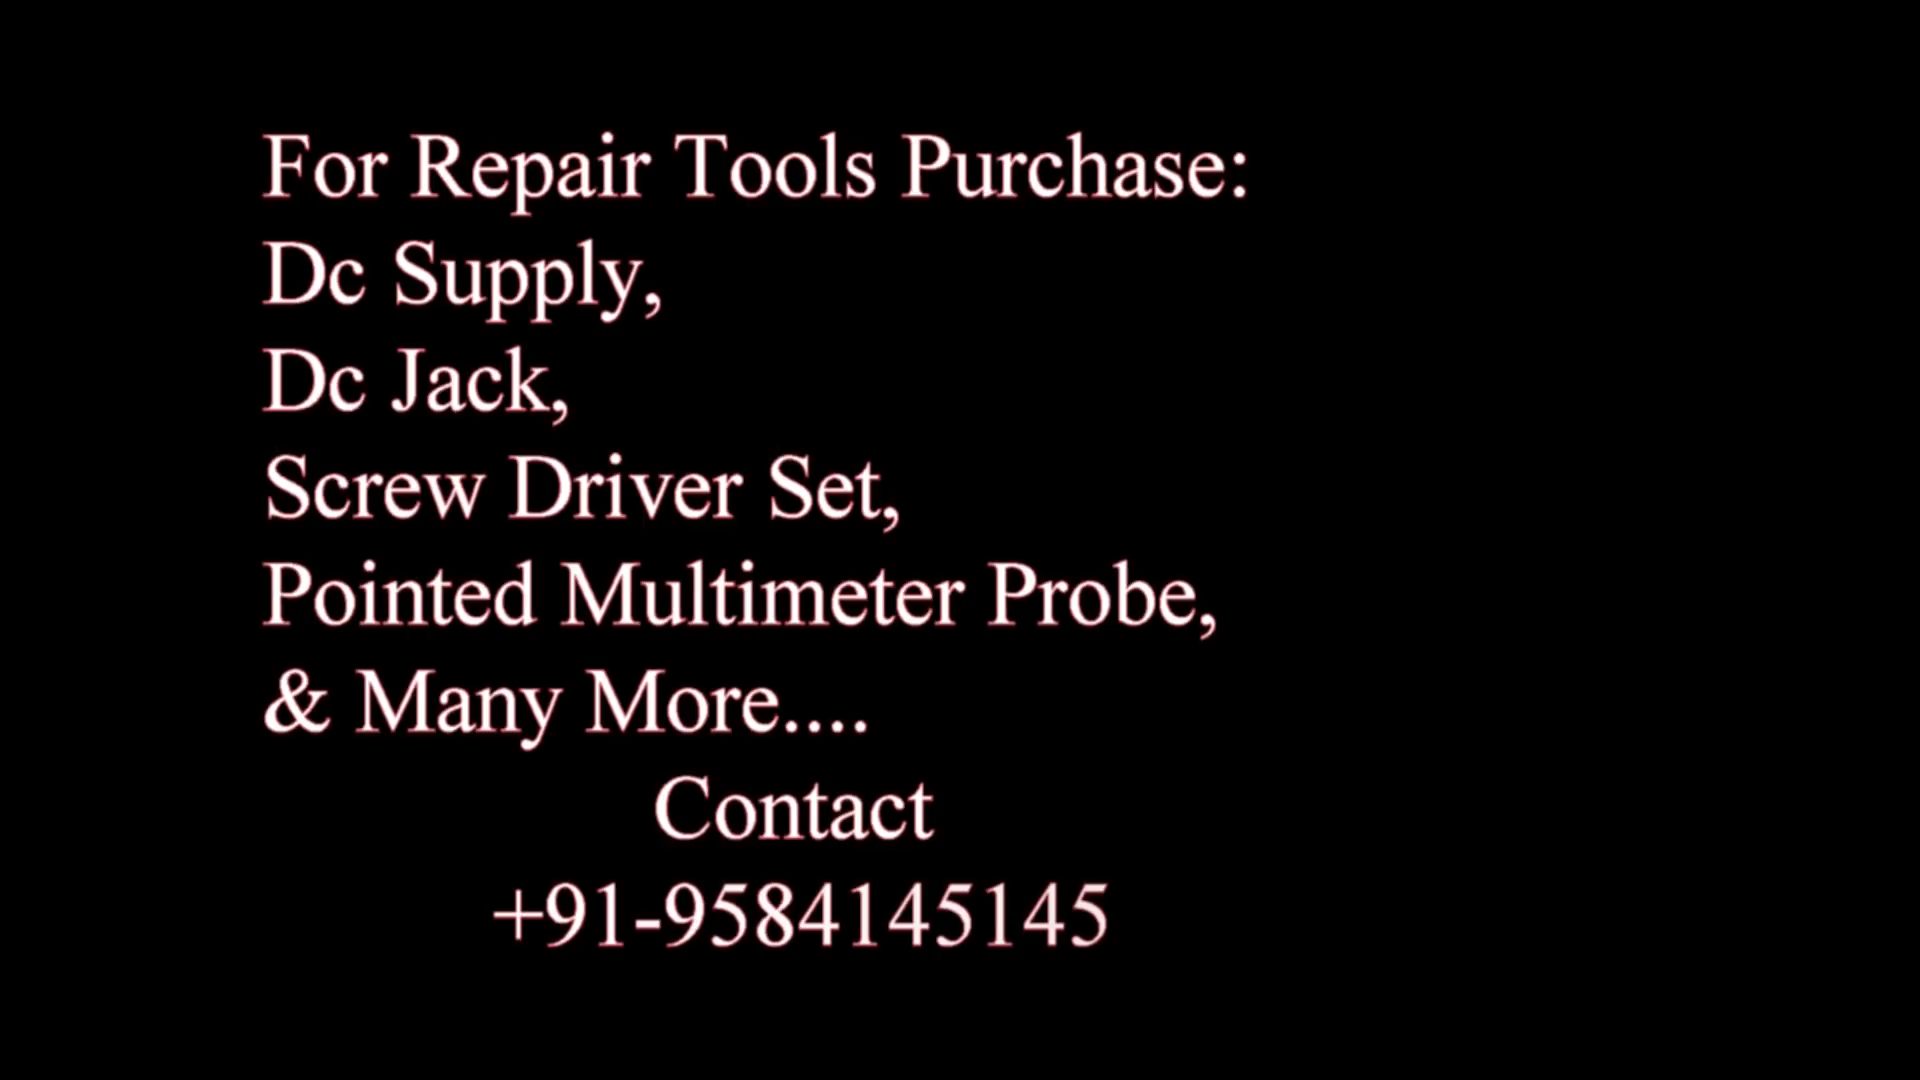 For Repair Tools Purchase:
Dc Supply,
Dc Jack,
Screw Driver Set,
Pointed Multimeter Probe,
& Many More....
Contact
+91-9584145145